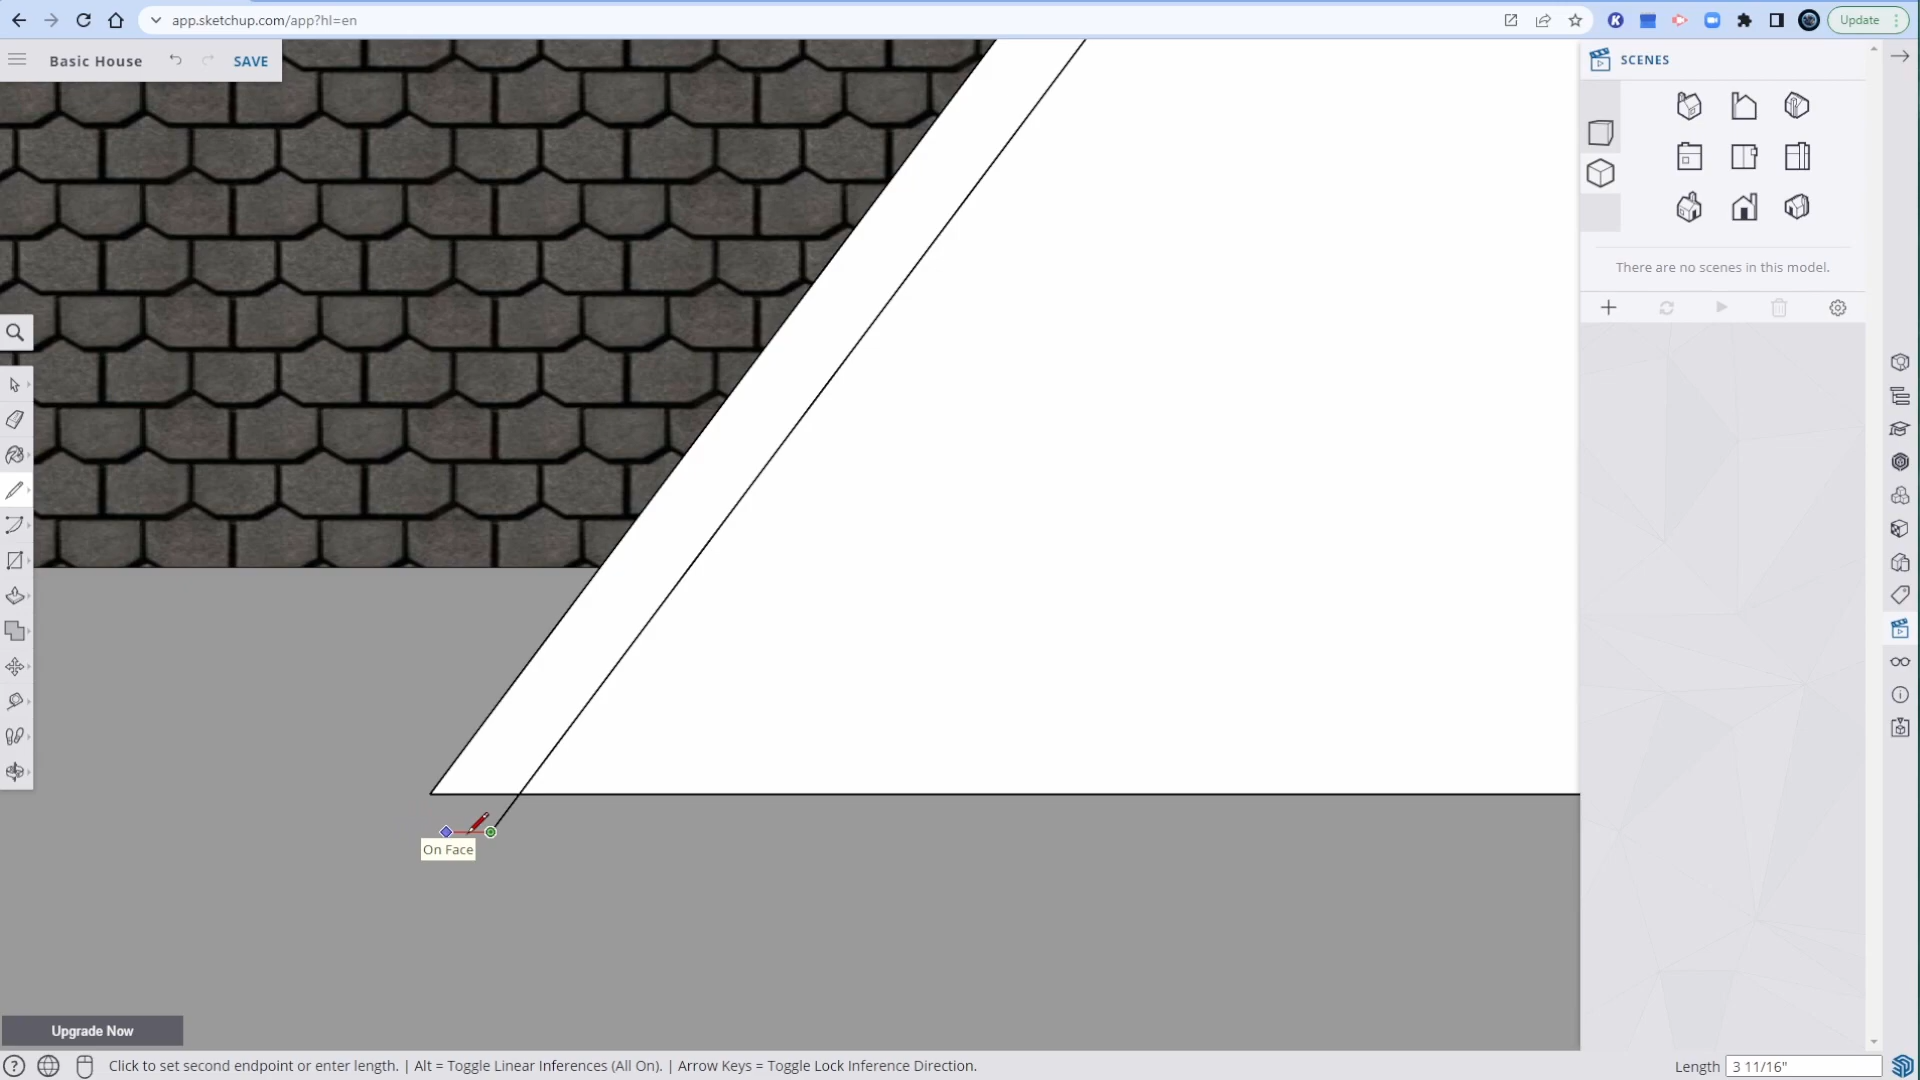 app.sketchup.com/app?hl=en
Update
Basic House
SAVE
SCENES
There are no scenes in this model.
On Face
Upgrade Now
Click to set second endpoint or enter length. | Alt = Toggle Linear Inferences (All On). | Arrow Keys = Toggle Lock Inference Direction.
Length 3 11/16"